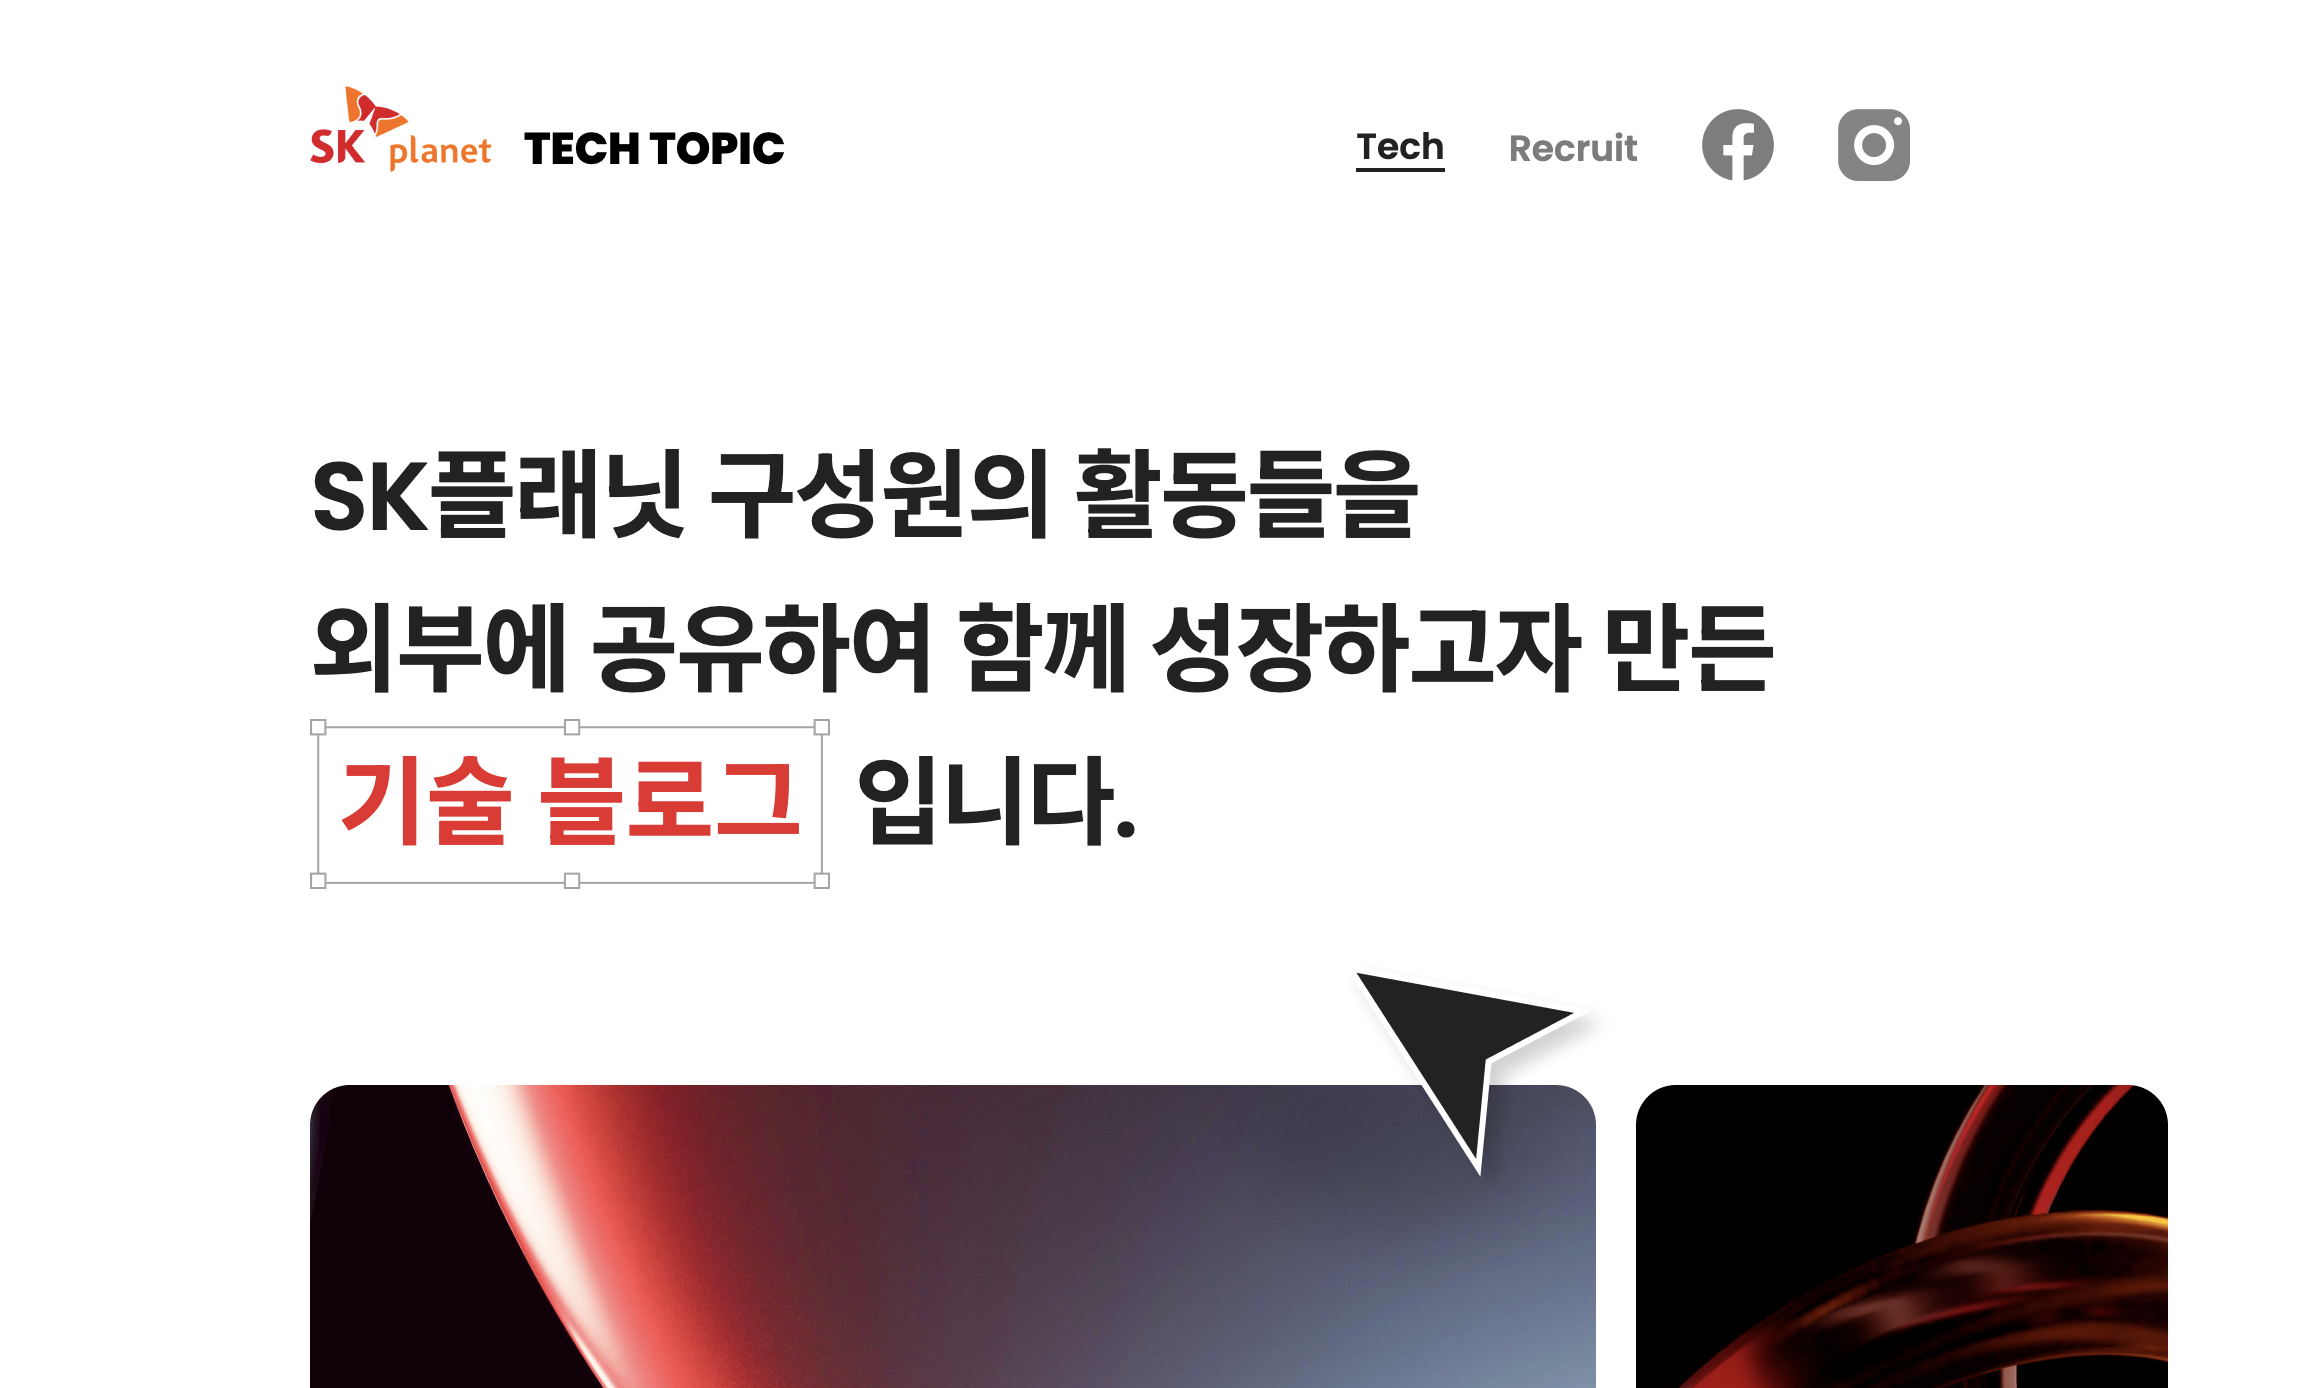 SK planet TECH TOPIC
Tech Recruit
SK플래닛 구성원의 활동들을
외부에 공유하여 함께 성장하고자 만든
기술 블로그 입니다.